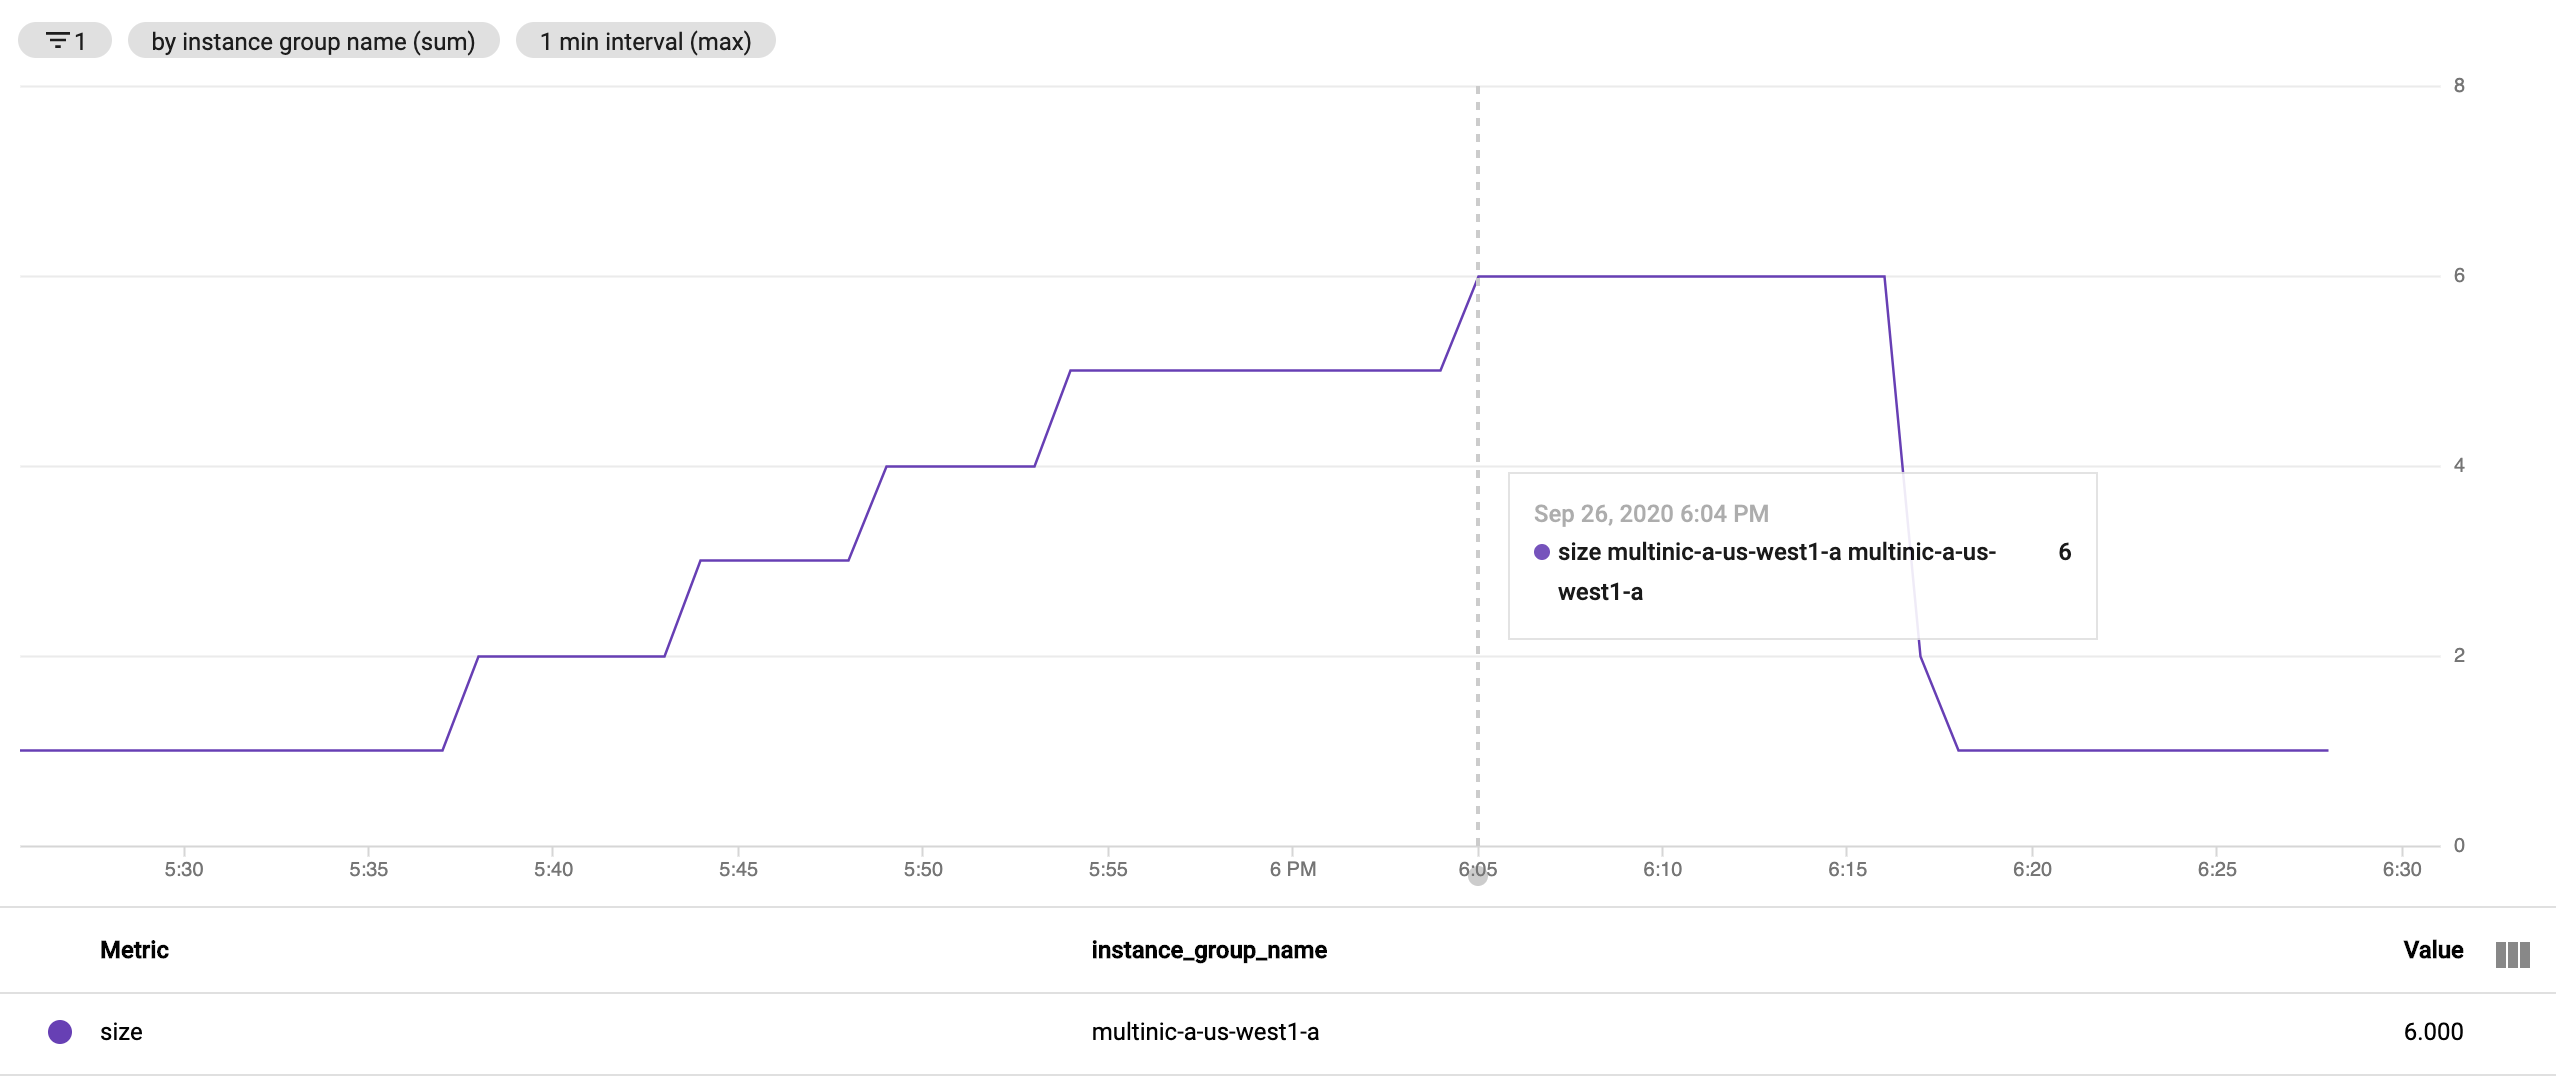 1
by instance group name (sum)
1 min interval (max)
8
6
4
Sep 26, 2020 6:04 PM
size multinic-a-us-west1-a multinic-a-us- 6
west1-a
2
0
5:30 5:35 5:40 5:45 5:50 5:55 6 PM 6:05 6:10 6:15 6:20 6:25 6:30
Metric instance_group_name Value
size multinic-a-us-west1-a 6.000